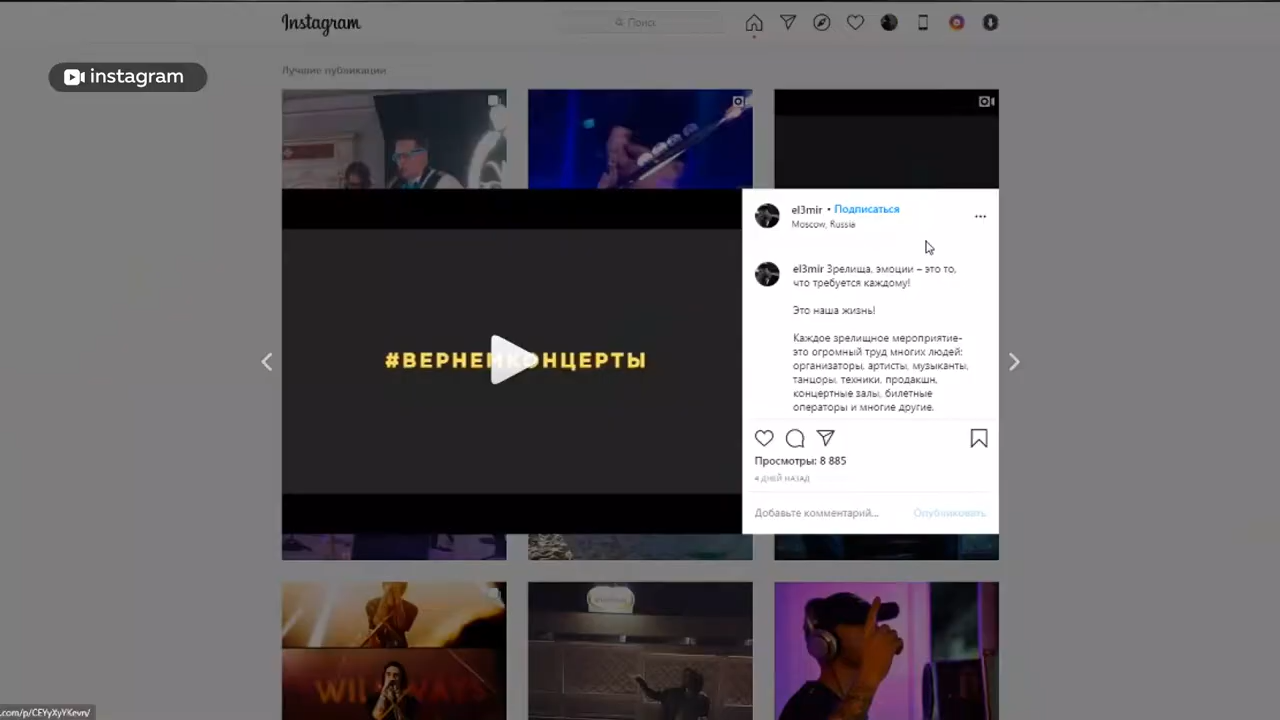 Instagram
Поиск
instagram
Лучшие публикации
el3mir • Подписаться
Moscow, Russia
#ВЕРНЕМКОНЦЕРТЫ
el3mir Зрелища, эмоции – это то,
что требуется каждому!
Это наша жизнь!
Каждое зрелищное мероприятие-
это огромный труд многих людей:
организаторы, артисты, музыканты,
танцоры, техники, продакшн,
концертные залы, билетные
операторы и многие другие.
Просмотры: 8 885
4 ДНЕЙ НАЗАД
Добавьте комментарий...
Опубликовать